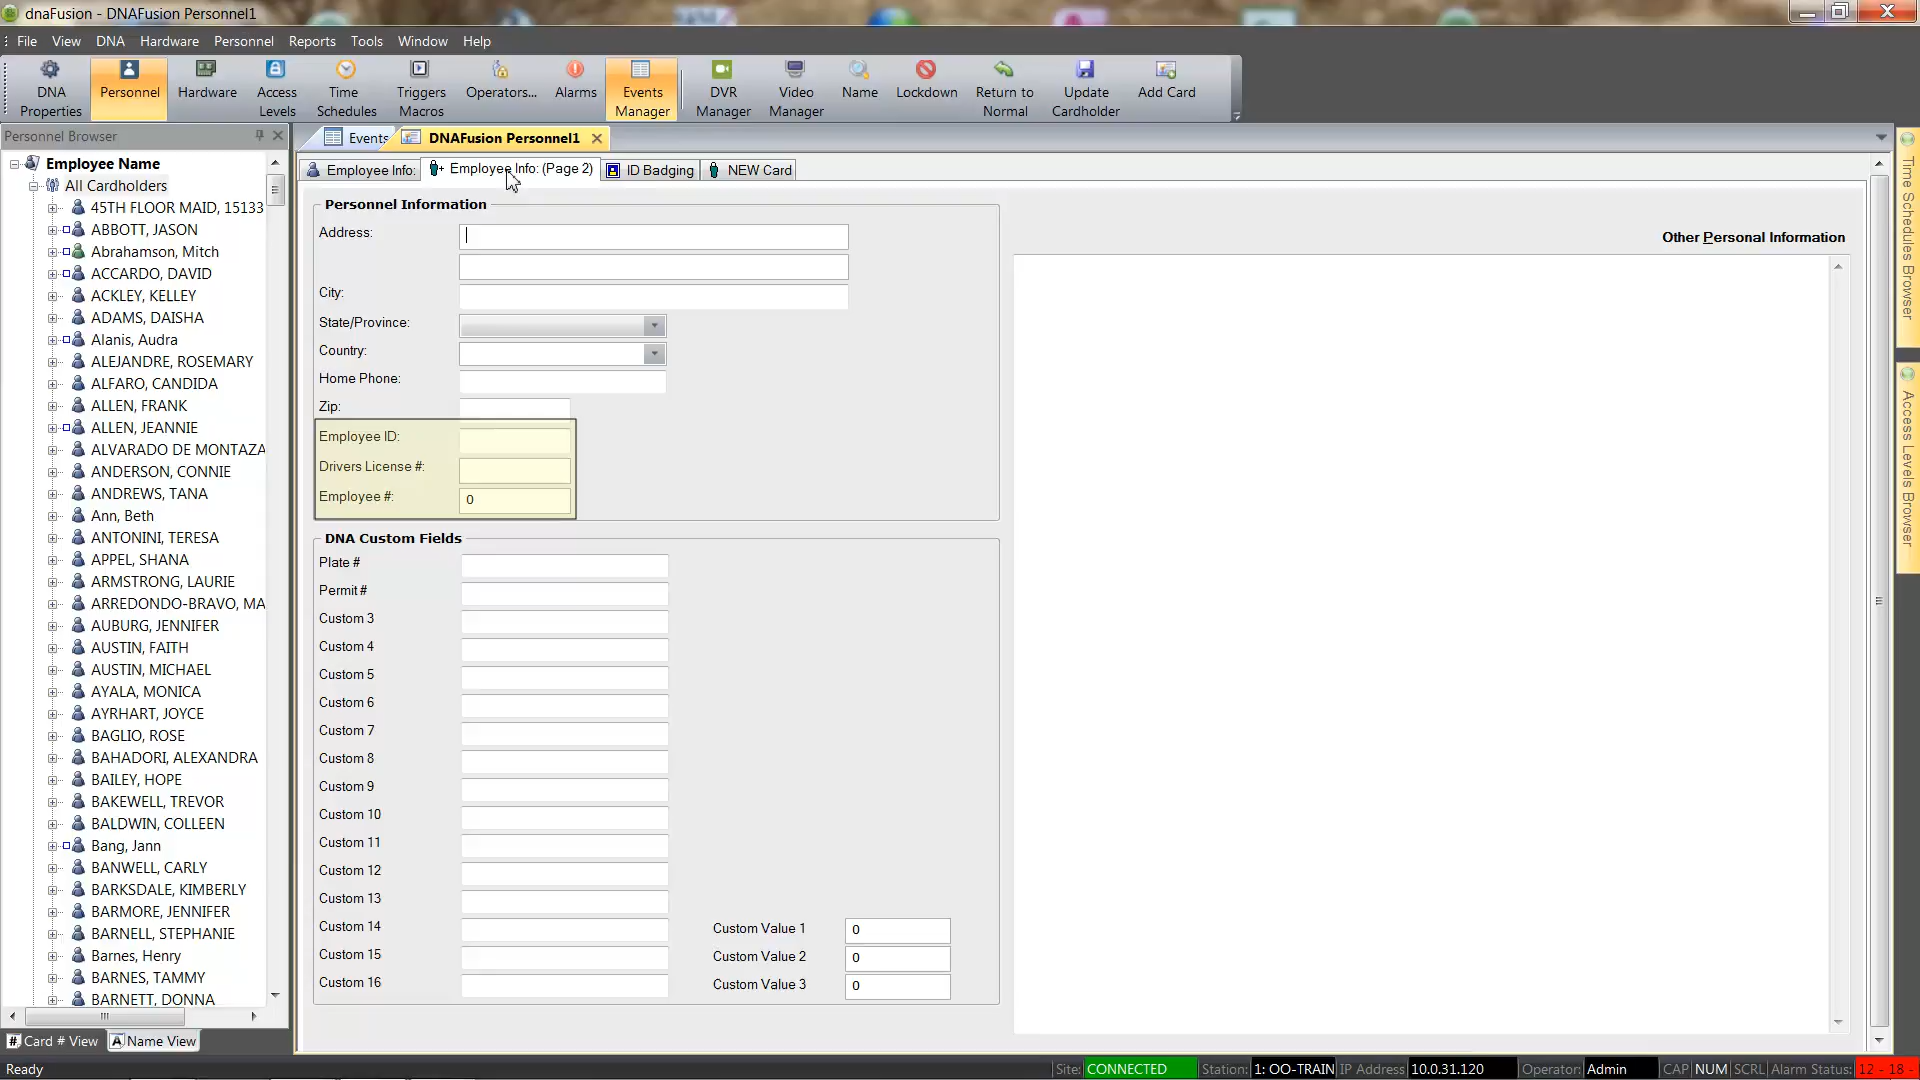 dnaFusion - DNAFusion Personnel1
File View DNA Hardware Personnel Reports Tools Window Help
DNA Properties
Personnel
Hardware
Access Levels
Time Schedules
Triggers Macros
Operators...
Alarms
Events Manager
DVR Manager
Video Manager
Name
Lockdown
Return to Normal
Update Cardholder
Add Card
Personnel Browser
Events
DNAFusion Personnel1
Employee Info:
Employee Info: (Page 2)
ID Badging
NEW Card
Employee Name
All Cardholders
45TH FLOOR MAID, 15133
ABBOTT, JASON
Abrahamson, Mitch
ACCARDO, DAVID
ACKLEY, KELLEY
ADAMS, DAISHA
Alanis, Audra
ALEJANDRE, ROSEMARY
ALFARO, CANDIDA
ALLEN, FRANK
ALLEN, JEANNIE
ALVARADO DE MONTAZA
ANDERSON, CONNIE
ANDREWS, TANA
Ann, Beth
ANTONINI, TERESA
APPEL, SHANA
ARMSTRONG, LAURIE
ARREDONDO-BRAVO, MA
AUBURG, JENNIFER
AUSTIN, FAITH
AUSTIN, MICHAEL
AYALA, MONICA
AYRHART, JOYCE
BAGLIO, ROSE
BAHADORI, ALEXANDRA
BAILEY, HOPE
BAKEWELL, TREVOR
BALDWIN, COLLEEN
Bang, Jann
BANWELL, CARLY
BARKSDALE, KIMBERLY
BARMORE, JENNIFER
BARNELL, STEPHANIE
Barnes, Henry
BARNES, TAMMY
BARNETT, DONNA
# Card # View
A Name View
Personnel Information
Address:
City:
State/Province:
Country:
Home Phone:
Zip:
Employee ID:
Drivers License #:
Employee #: 0
DNA Custom Fields
Plate #
Permit #
Custom 3
Custom 4
Custom 5
Custom 6
Custom 7
Custom 8
Custom 9
Custom 10
Custom 11
Custom 12
Custom 13
Custom 14
Custom 15
Custom 16
Custom Value 1 0
Custom Value 2 0
Custom Value 3 0
Other Personal Information
Time Schedules Browser
Access Levels Browser
Ready
Site: CONNECTED Station: 1: OO-TRAIN IP Address 10.0.31.120 Operator: Admin CAP NUM SCRL Alarm Status: 12 - 18 -